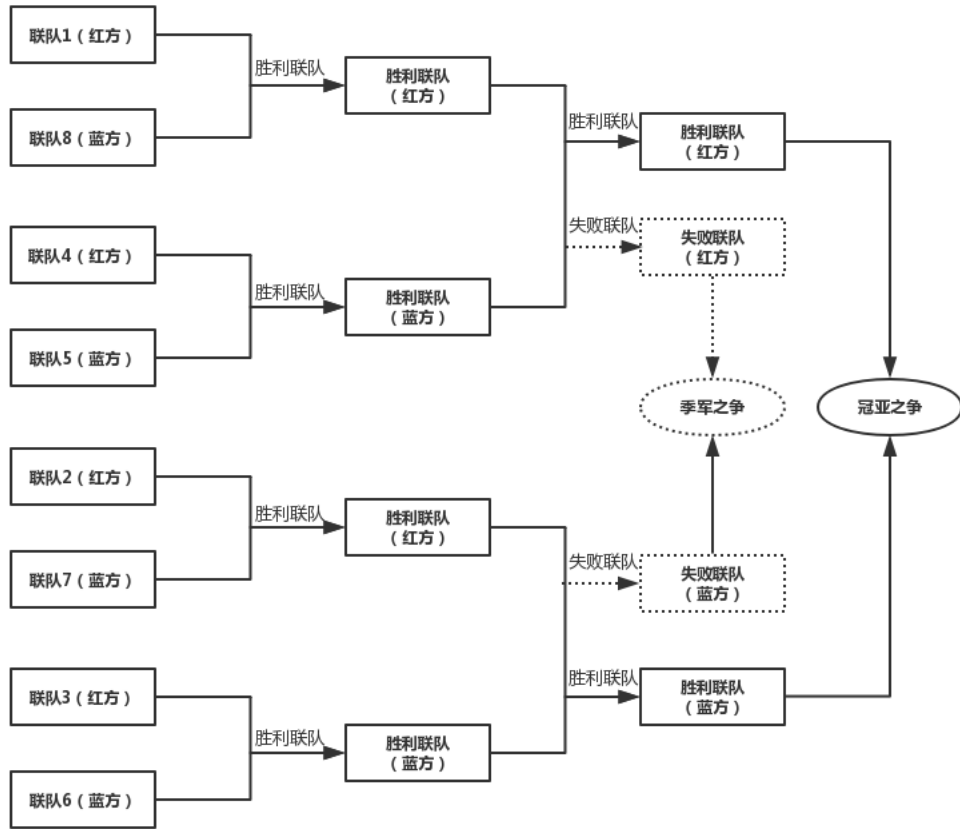 联队1（红方）
胜利联队
胜利联队
（红方）
联队8（蓝方）
胜利联队
胜利联队
（红方）
失败联队
失败联队
（红方）
联队4（红方）
胜利联队
胜利联队
（蓝方）
联队5（蓝方）
季军之争
冠亚之争
联队2（红方）
胜利联队
胜利联队
（红方）
联队7（蓝方）
失败联队
失败联队
（蓝方）
联队3（红方）
胜利联队
胜利联队
（蓝方）
胜利联队
胜利联队
（蓝方）
联队6（蓝方）